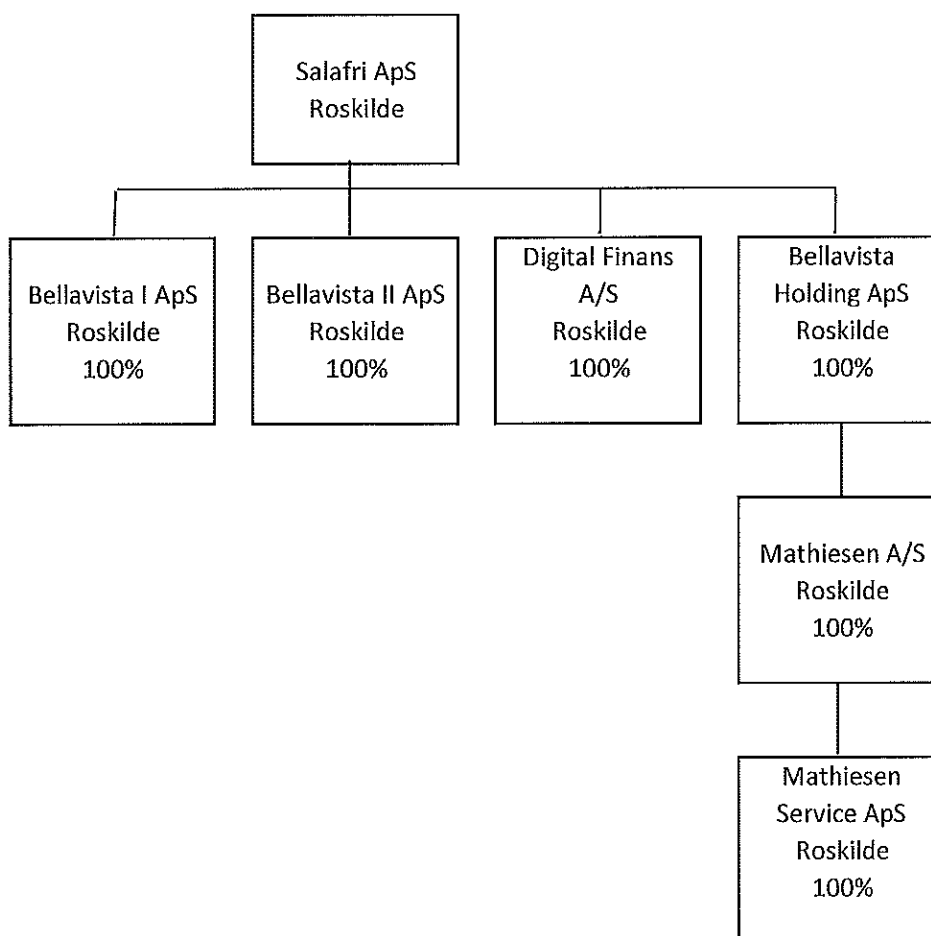 Salafri ApS
Roskilde
Bellavista I ApS
Roskilde
100%
Bellavista II ApS
Roskilde
100%
Digital Finans
A/S
Roskilde
100%
Bellavista
Holding ApS
Roskilde
100%
Mathiesen A/S
Roskilde
100%
Mathiesen
Service ApS
Roskilde
100%